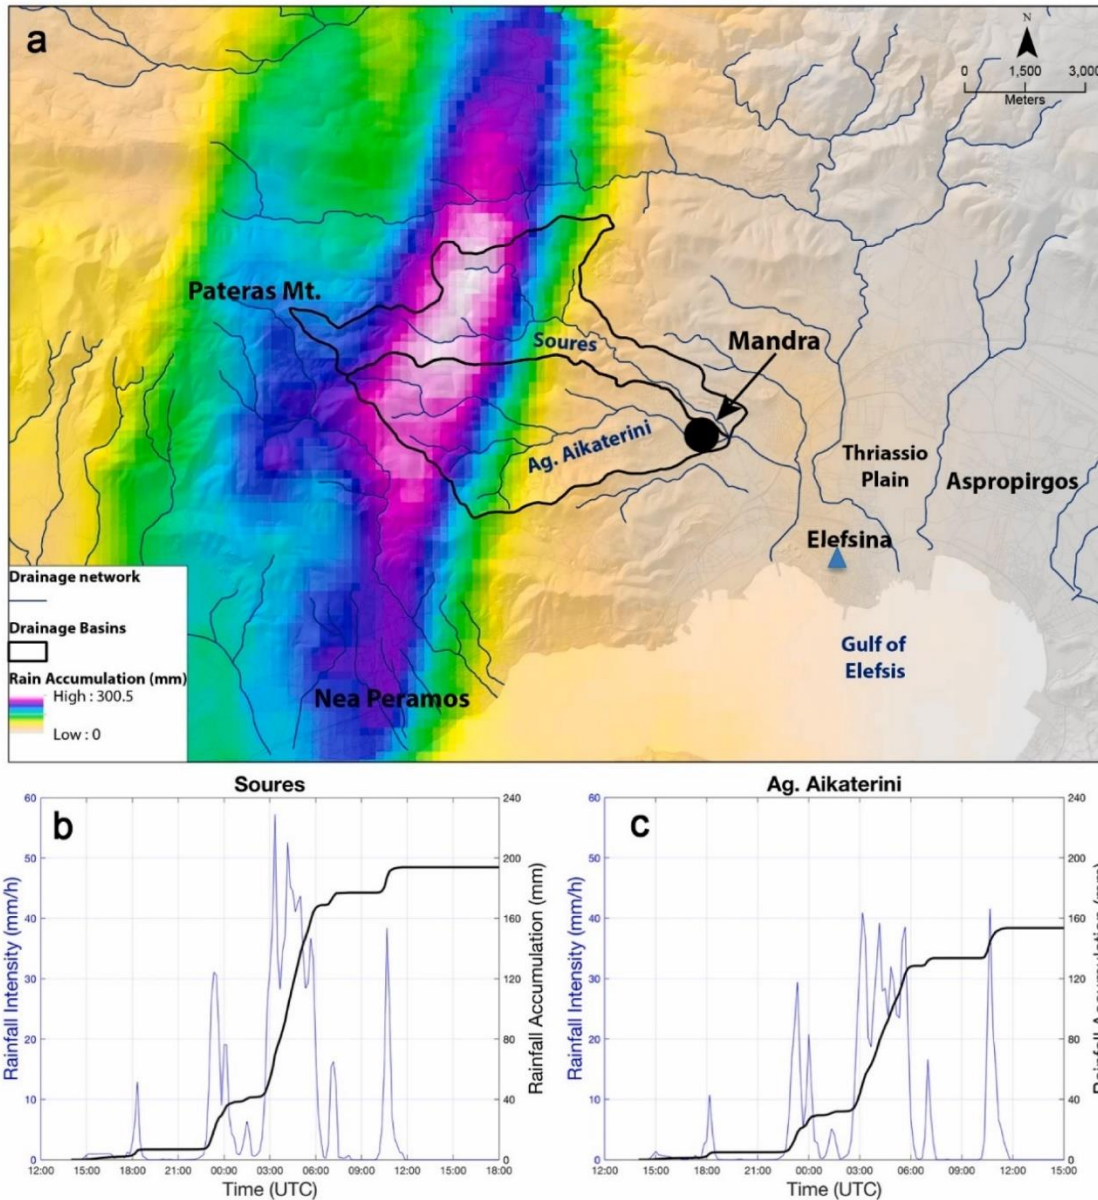 a
N
0 1,500 3,000
Meters
Pateras Mt.
Soures
Mandra
Ag. Aikaterini
Thriassio
Plain
Aspropirgos
Elefsina
Gulf of
Elefsis
Nea Peramos
Drainage network
Drainage Basins
Rain Accumulation (mm)
High : 300.5
Low : 0
Soures
b
Rainfall Intensity (mm/h)
60
50
40
30
20
10
0
240
200
160
120
80
40
0
Rainfall Accumulation (mm)
12:00 15:00 18:00 21:00 00:00 03:00 06:00 09:00 12:00 15:00 18:00
Time (UTC)
Ag. Aikaterini
c
Rainfall Intensity (mm/h)
60
50
40
30
20
10
0
240
200
160
120
80
40
0
Rainfall Accumulation (mm)
12:00 15:00 18:00 21:00 00:00 03:00 06:00 09:00 12:00 15:00
Time (UTC)